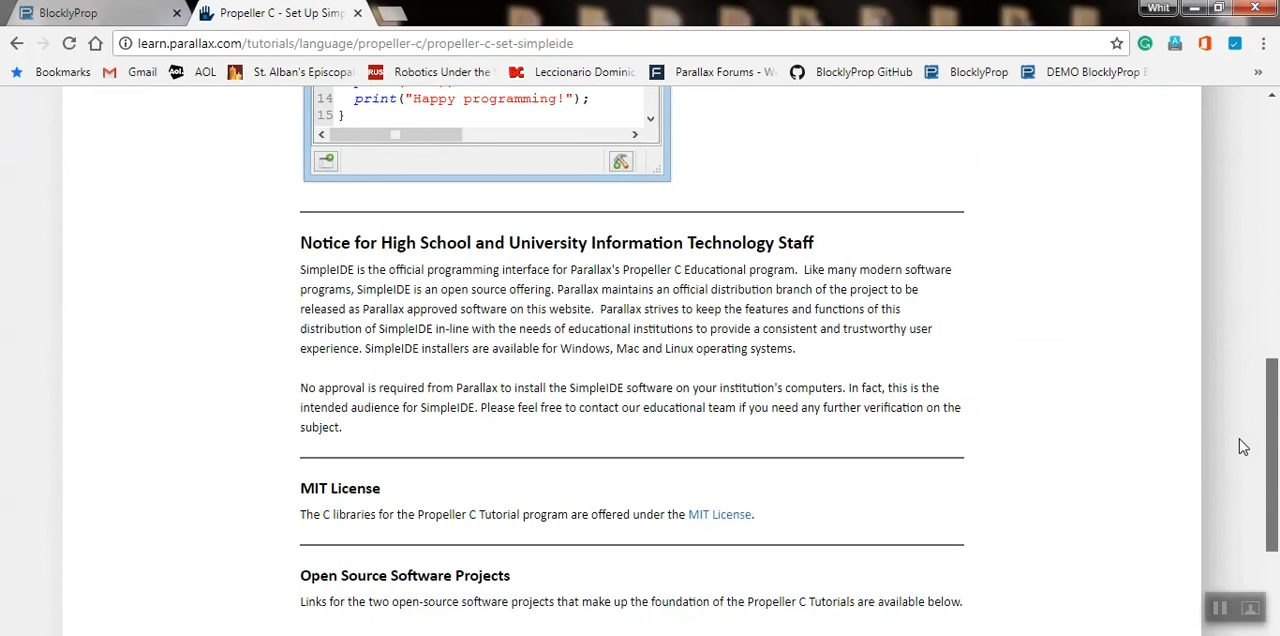 BlocklyProp
Propeller C - Set Up Simp
Whit
learn.parallax.com/tutorials/language/propeller-c/propeller-c-set-simpleide
Bookmarks Gmail AOL St. Alban's Episcopal Robotics Under the Leccionario Dominic Parallax Forums - BlocklyProp GitHub BlocklyProp DEMO BlocklyProp
14 print("Happy programming!");
15 }
Notice for High School and University Information Technology Staff
SimpleIDE is the official programming interface for Parallax's Propeller C Educational program. Like many modern software
programs, SimpleIDE is an open source offering. Parallax maintains an official distribution branch of the project to be
released as Parallax approved software on this website. Parallax strives to keep the features and functions of this
distribution of SimpleIDE in-line with the needs of educational institutions to provide a consistent and trustworthy user
experience. SimpleIDE installers are available for Windows, Mac and Linux operating systems.
No approval is required from Parallax to install the SimpleIDE software on your institution's computers. In fact, this is the
intended audience for SimpleIDE. Please feel free to contact our educational team if you need any further verification on the
subject.
MIT License
The C libraries for the Propeller C Tutorial program are offered under the MIT License.
Open Source Software Projects
Links for the two open-source software projects that make up the foundation of the Propeller C Tutorials are available below.